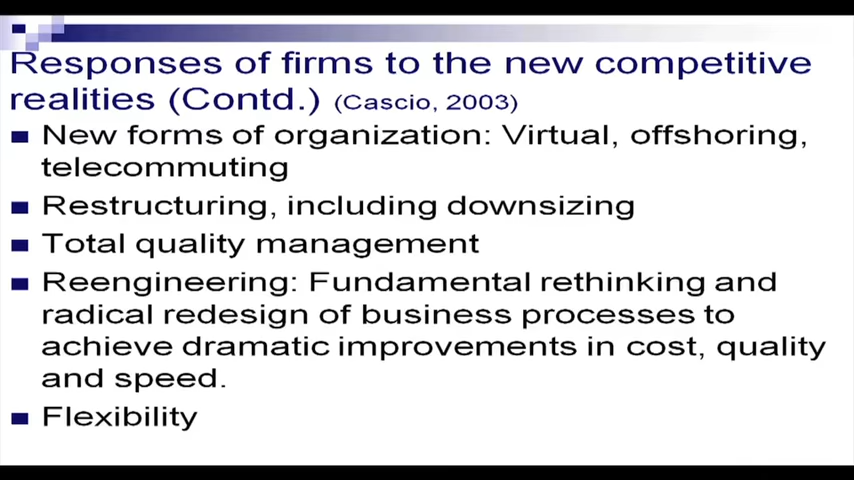 Responses of firms to the new competitive
realities (Contd.) (Cascio, 2003)
New forms of organization: Virtual, offshoring,
telecommuting
Restructuring, including downsizing
Total quality management
Reengineering: Fundamental rethinking and
radical redesign of business processes to
achieve dramatic improvements in cost, quality
and speed.
Flexibility